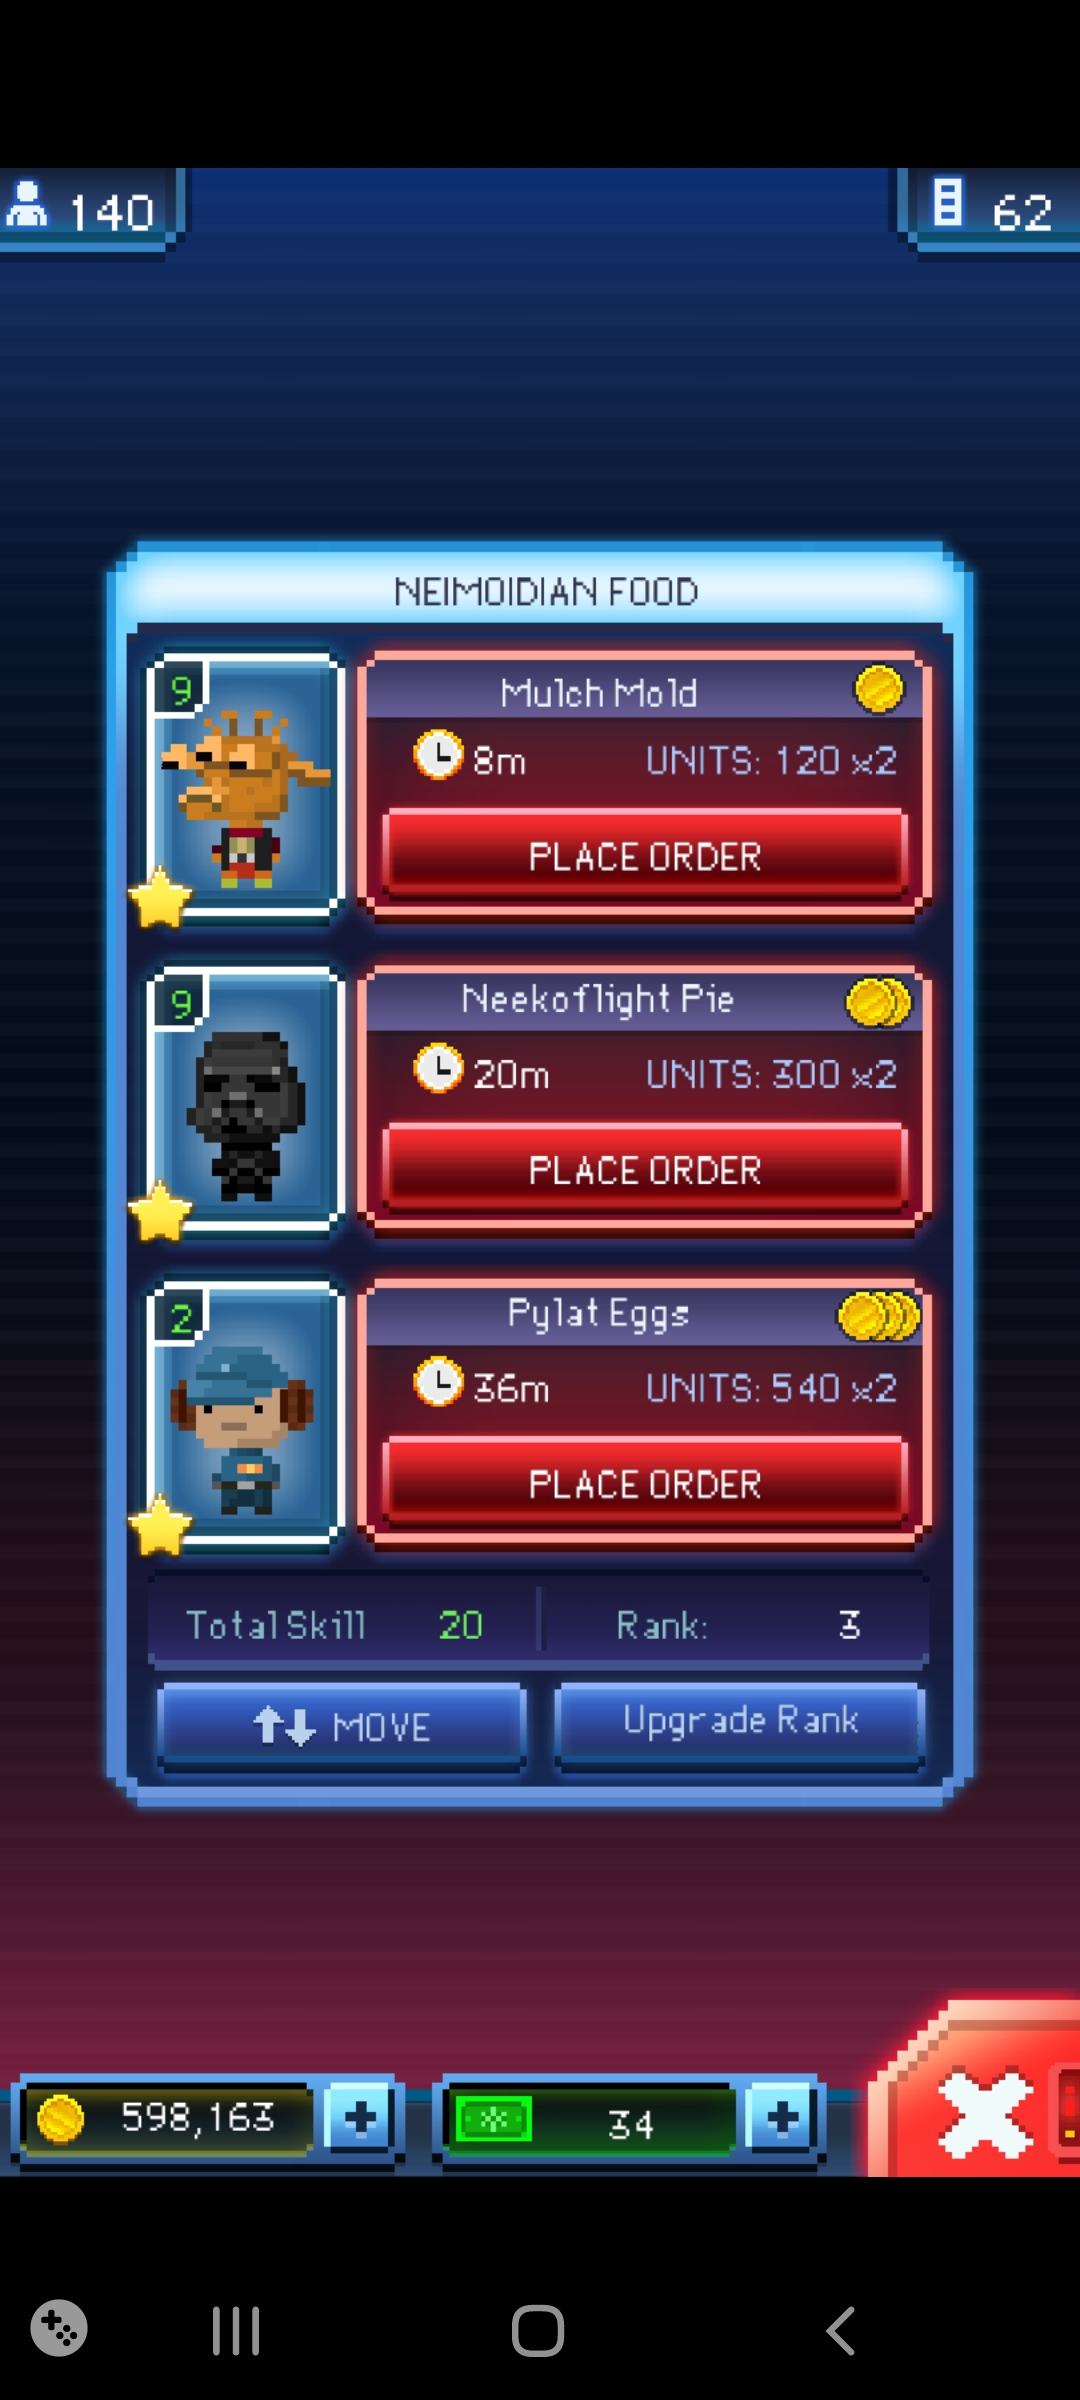 140
62
NEIMOIDIAN FOOD
9
Mulch Mold
8m UNITS: 120 x2
PLACE ORDER
9
Neekoflight Pie
20m UNITS: 300 x2
PLACE ORDER
2
Pylat Eggs
36m UNITS: 540 x2
PLACE ORDER
Total Skill 20 Rank: 3
MOVE Upgrade Rank
598,163 34